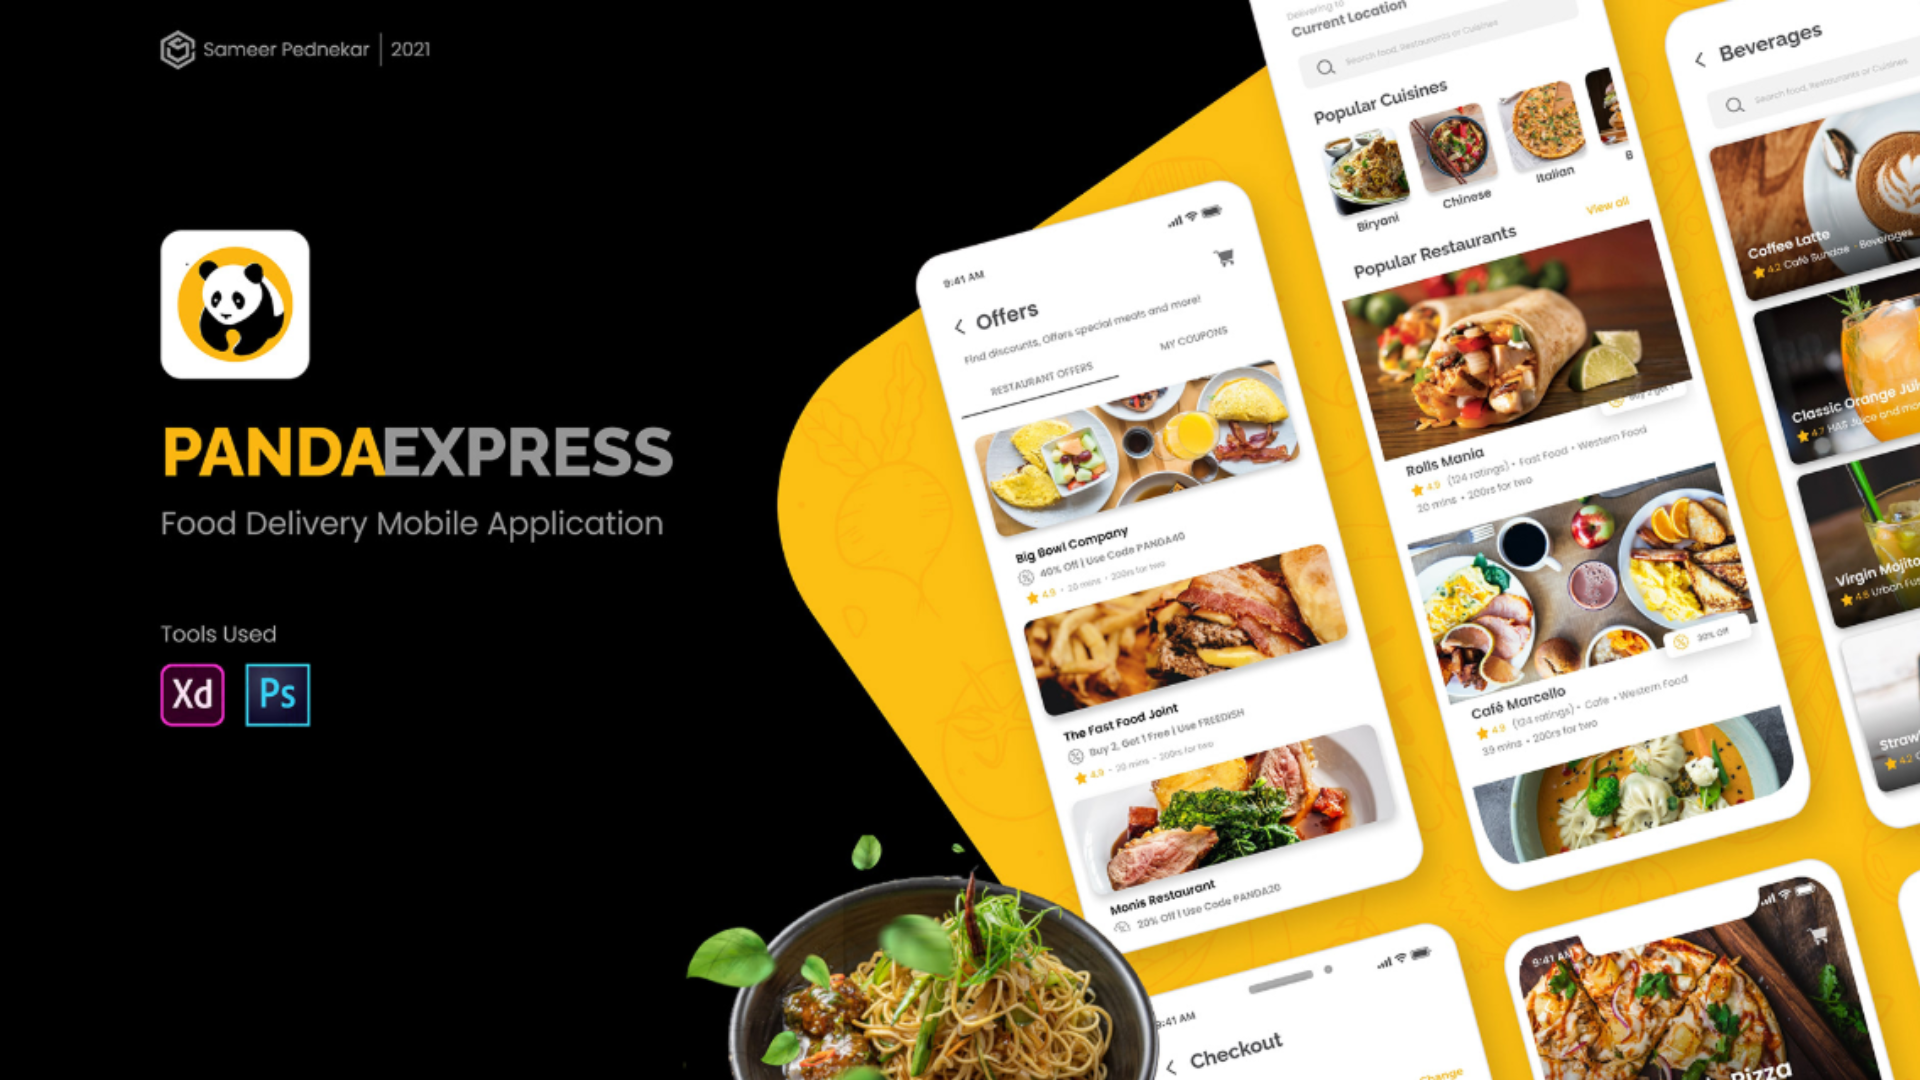 Sameer Pednekar | 2021
PANDAEXPRESS
Food Delivery Mobile Application
Tools Used
Xd Ps
9:41 AM
Offers
Find discounts, Offers special meals and more!
RESTAURANT OFFERS
MY COUPONS
Big Bowl Company
40% Off | Use Code PANDA40
4.9 • 20 mins • 200rs for two
The Fast Food Joint
Buy 2, Get 1 Free | Use FREEDISH
4.9 • 20 mins • 200rs for two
Monis Restaurant
20% Off | Use Code PANDA20
Delivering to
Current Location
Search food, Restaurants or Cuisines
Popular Cuisines
Biryani
Chinese
Italian
B
View all
Popular Restaurants
Rolls Mania
4.9 (124 ratings) • Fast Food • Western Food
20 mins • 200rs for two
30% Off
Café Marcello
4.9 (124 ratings) • Cafe • Western Food
39 mins • 200rs for two
Beverages
Search food, Restaurants or Cuisines
Coffee Latte
4.2 Café Sundae • Beverages
Classic Orange Jui
4.7 HAS Juice and mo
Virgin Mojito
4.8 Urban Fu
Straw
4.2
9:41 AM
Checkout
Change
9:41 AM
Pizza